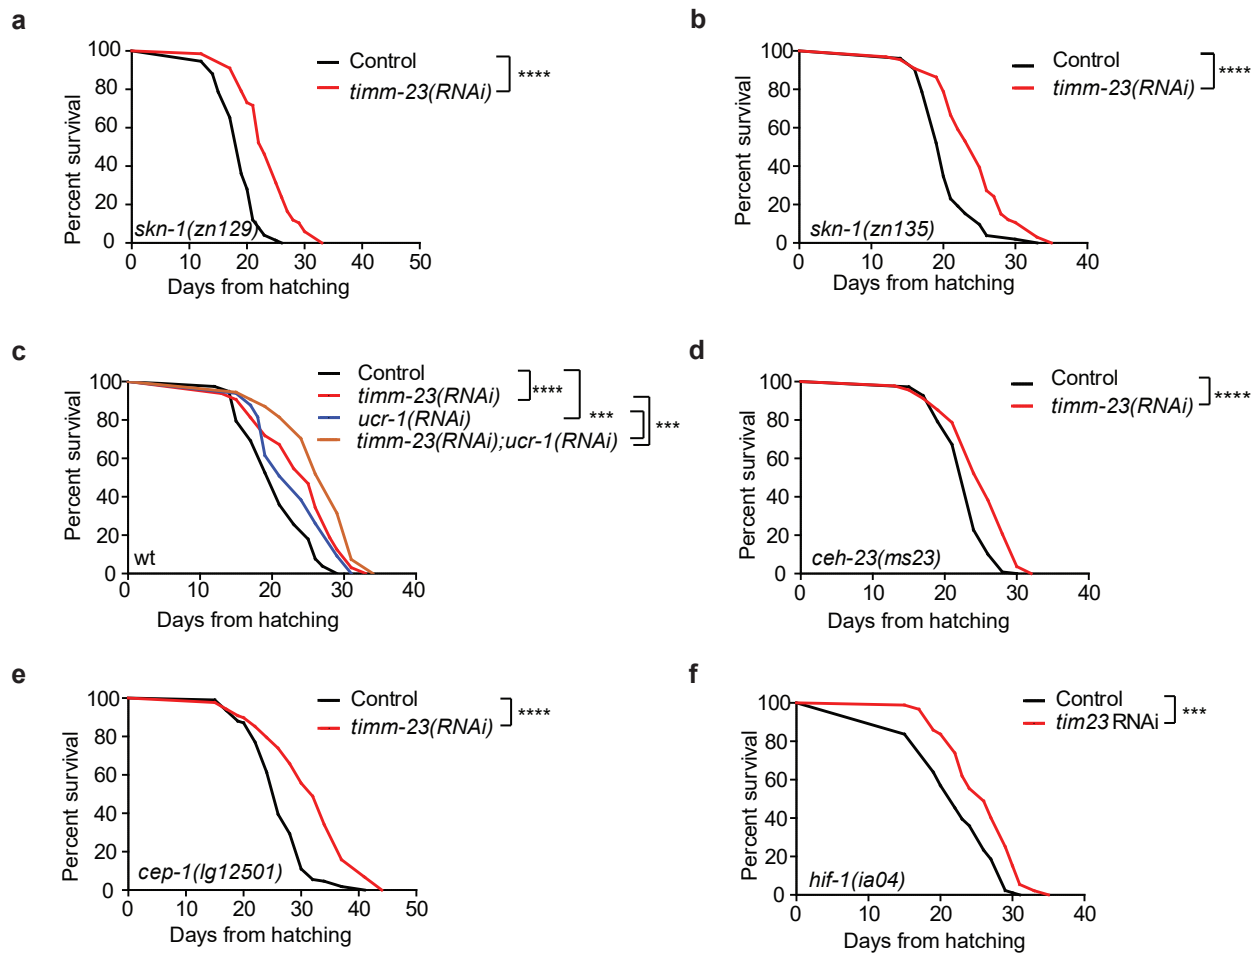 a
100
80
60
40
20
0
Percent survival
Control
timm-23(RNAi)
****
skn-1(zn129)
0 10 20 30 40 50
Days from hatching
b
100
80
60
40
20
0
Percent survival
Control
timm-23(RNAi)
****
skn-1(zn135)
0 10 20 30 40
Days from hatching
c
100
80
60
40
20
0
Percent survival
Control
timm-23(RNAi)
ucr-1(RNAi)
timm-23(RNAi);ucr-1(RNAi)
****
***
***
wt
0 10 20 30 40
Days from hatching
d
100
80
60
40
20
0
Percent survival
Control
timm-23(RNAi)
****
ceh-23(ms23)
0 10 20 30 40
Days from hatching
e
100
80
60
40
20
0
Percent survival
Control
timm-23(RNAi)
****
cep-1(lg12501)
0 10 20 30 40 50
Days from hatching
f
100
80
60
40
20
0
Percent survival
Control
tim23 RNAi
***
hif-1(ia04)
0 10 20 30 40
Days from hatching